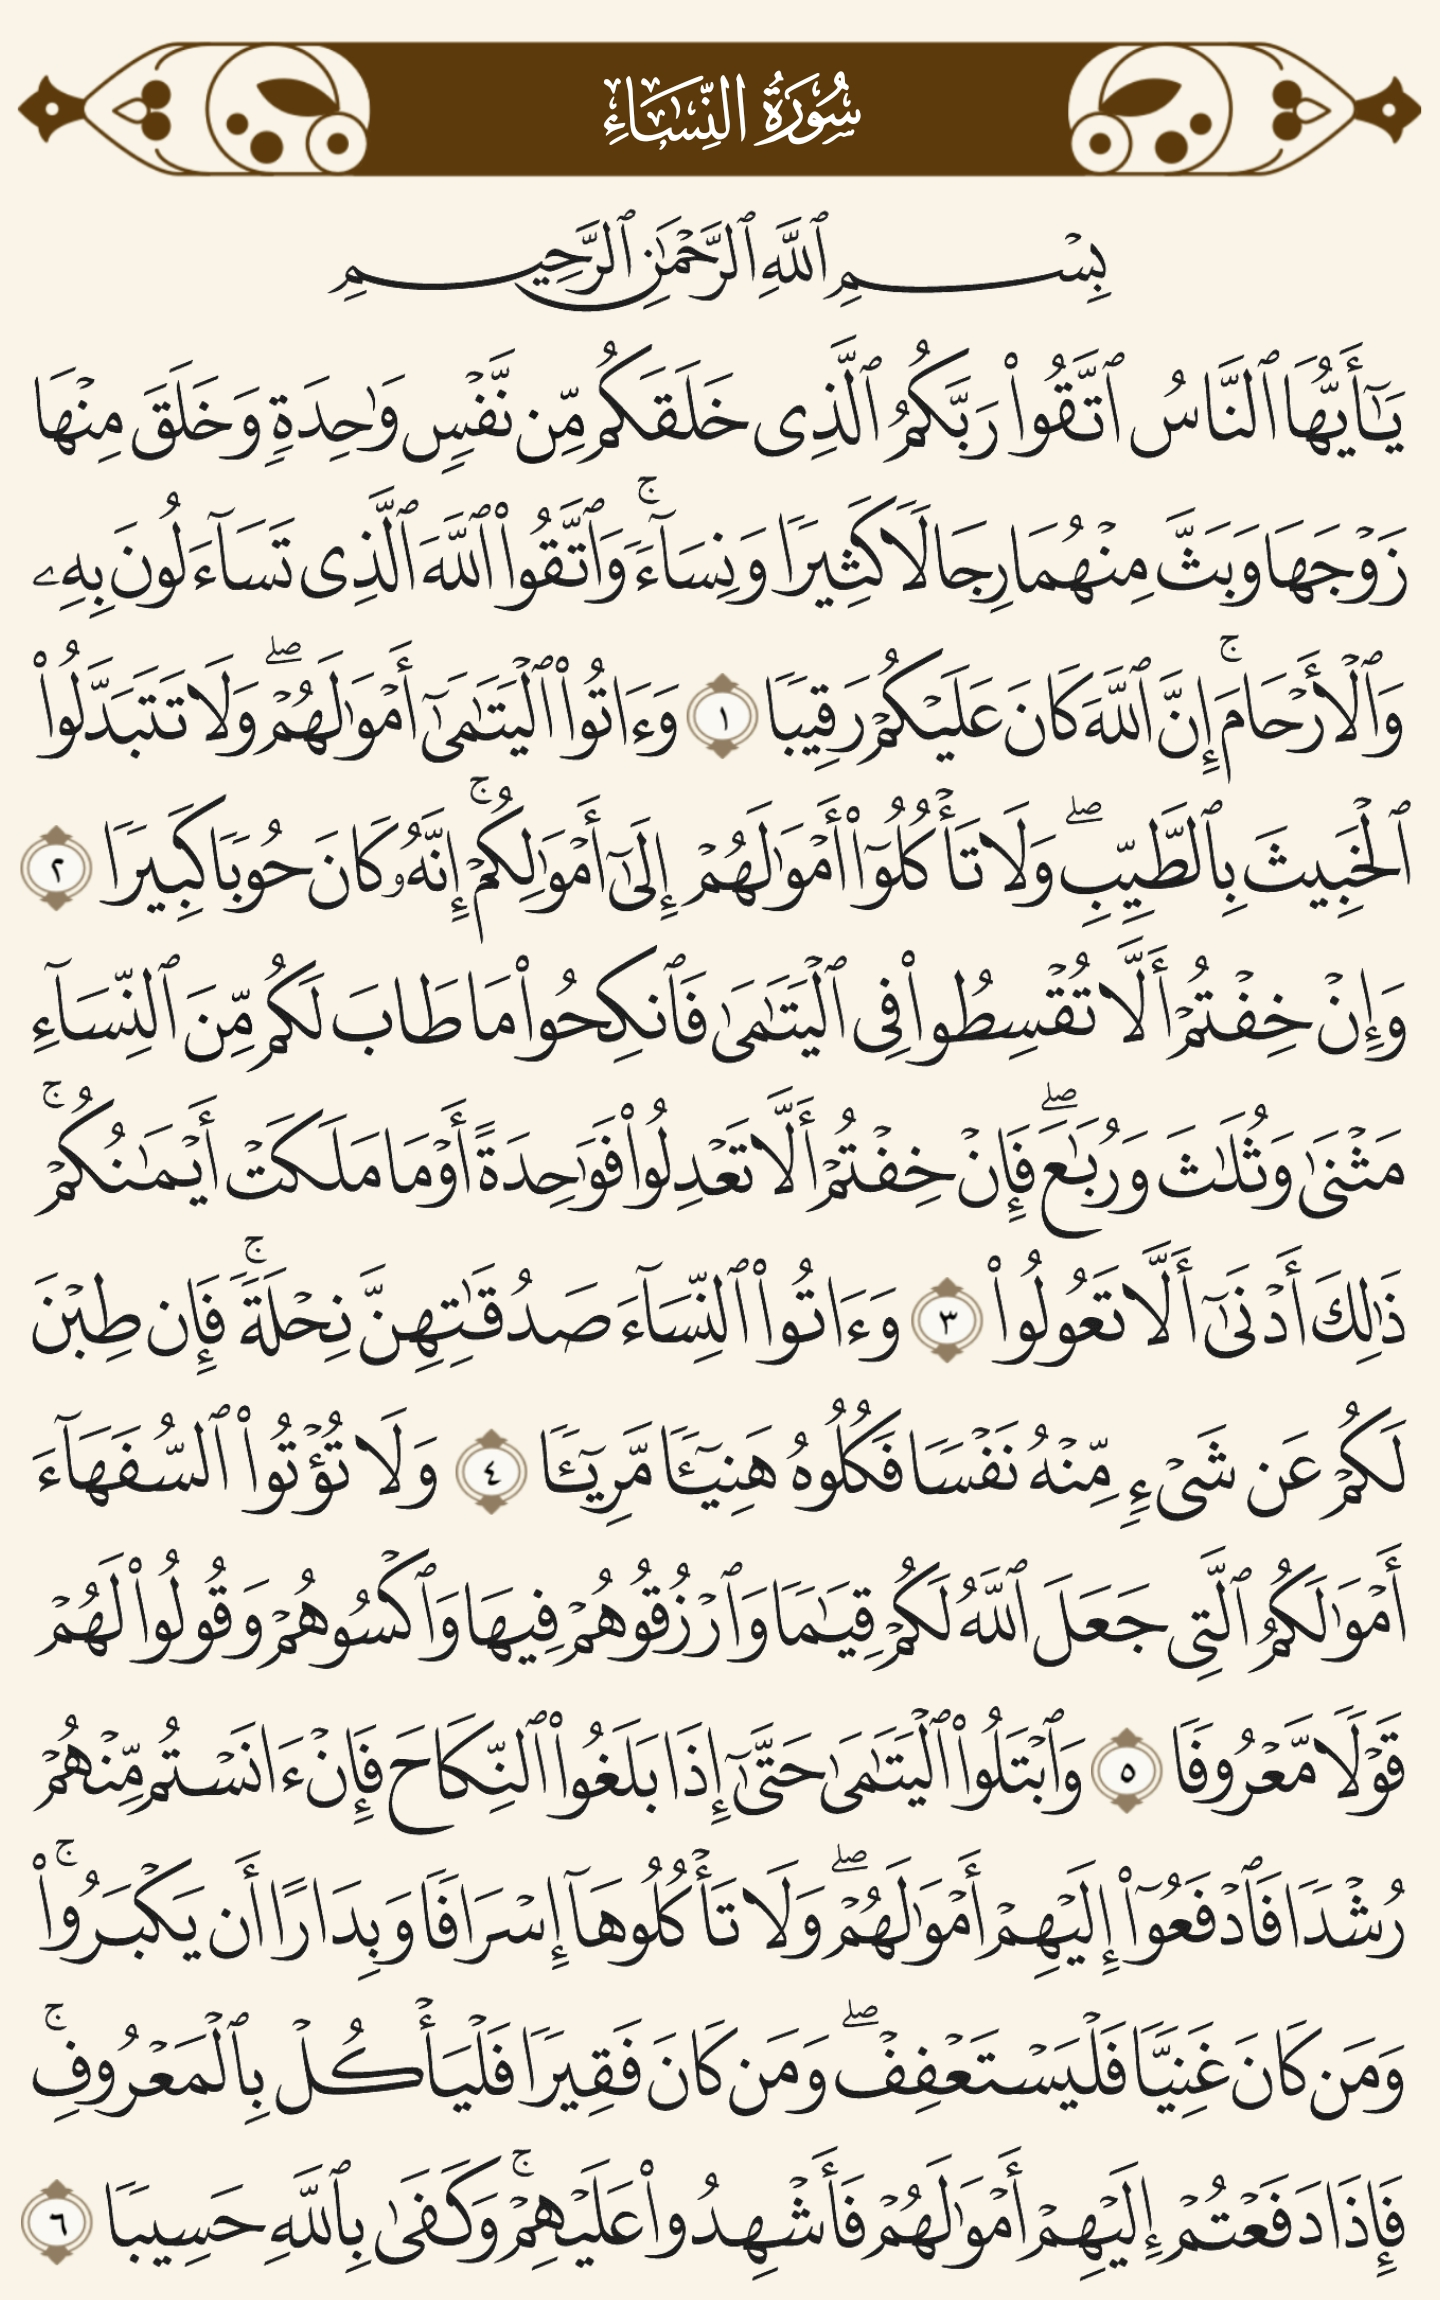 سُورَةُ النِّسَاءِ
بِسْمِ ٱللَّهِ ٱلرَّحْمَٰنِ ٱلرَّحِيمِ
يَٰٓأَيُّهَا ٱلنَّاسُ ٱتَّقُوا۟ رَبَّكُمُ ٱلَّذِى خَلَقَكُم مِّن نَّفْسٍ وَٰحِدَةٍ وَخَلَقَ مِنْهَا
زَوْجَهَا وَبَثَّ مِنْهُمَا رِجَالًا كَثِيرًا وَنِسَآءً ۚ وَٱتَّقُوا۟ ٱللَّهَ ٱلَّذِى تَسَآءَلُونَ بِهِۦ
وَٱلْأَرْحَامَ ۚ إِنَّ ٱللَّهَ كَانَ عَلَيْكُمْ رَقِيبًا ١ وَءَاتُوا۟ ٱلْيَتَٰمَىٰٓ أَمْوَٰلَهُمْ ۖ وَلَا تَتَبَدَّلُوا۟
ٱلْخَبِيثَ بِٱلطَّيِّبِ ۖ وَلَا تَأْكُلُوٓا۟ أَمْوَٰلَهُمْ إِلَىٰٓ أَمْوَٰلِكُمْ ۚ إِنَّهُۥ كَانَ حُوبًا كَبِيرًا ٢
وَإِنْ خِفْتُمْ أَلَّا تُقْسِطُوا۟ فِى ٱلْيَتَٰمَىٰ فَٱنكِحُوا۟ مَا طَابَ لَكُم مِّنَ ٱلنِّسَآءِ
مَثْنَىٰ وَثُلَٰثَ وَرُبَٰعَ ۖ فَإِنْ خِفْتُمْ أَلَّا تَعْدِلُوا۟ فَوَٰحِدَةً أَوْ مَا مَلَكَتْ أَيْمَٰنُكُمْ ۚ
ذَٰلِكَ أَدْنَىٰٓ أَلَّا تَعُولُوا۟ ٣ وَءَاتُوا۟ ٱلنِّسَآءَ صَدُقَٰتِهِنَّ نِحْلَةً ۚ فَإِن طِبْنَ
لَكُمْ عَن شَىْءٍ مِّنْهُ نَفْسًا فَكُلُوهُ هَنِيٓـًٔا مَّرِيٓـًٔا ٤ وَلَا تُؤْتُوا۟ ٱلسُّفَهَآءَ
أَمْوَٰلَكُمُ ٱلَّتِى جَعَلَ ٱللَّهُ لَكُمْ قِيَٰمًا وَٱرْزُقُوهُمْ فِيهَا وَٱكْسُوهُمْ وَقُولُوا۟ لَهُمْ
قَوْلًا مَّعْرُوفًا ٥ وَٱبْتَلُوا۟ ٱلْيَتَٰمَىٰ حَتَّىٰٓ إِذَا بَلَغُوا۟ ٱلنِّكَاحَ فَإِنْ ءَانَسْتُم مِّنْهُمْ
رُشْدًا فَٱدْفَعُوٓا۟ إِلَيْهِمْ أَمْوَٰلَهُمْ ۖ وَلَا تَأْكُلُوهَآ إِسْرَافًا وَبِدَارًا أَن يَكْبَرُوا۟ ۚ
وَمَن كَانَ غَنِيًّا فَلْيَسْتَعْفِفْ ۖ وَمَن كَانَ فَقِيرًا فَلْيَأْكُلْ بِٱلْمَعْرُوفِ ۚ
فَإِذَا دَفَعْتُمْ إِلَيْهِمْ أَمْوَٰلَهُمْ فَأَشْهِدُوا۟ عَلَيْهِمْ ۚ وَكَفَىٰ بِٱللَّهِ حَسِيبًا ٦